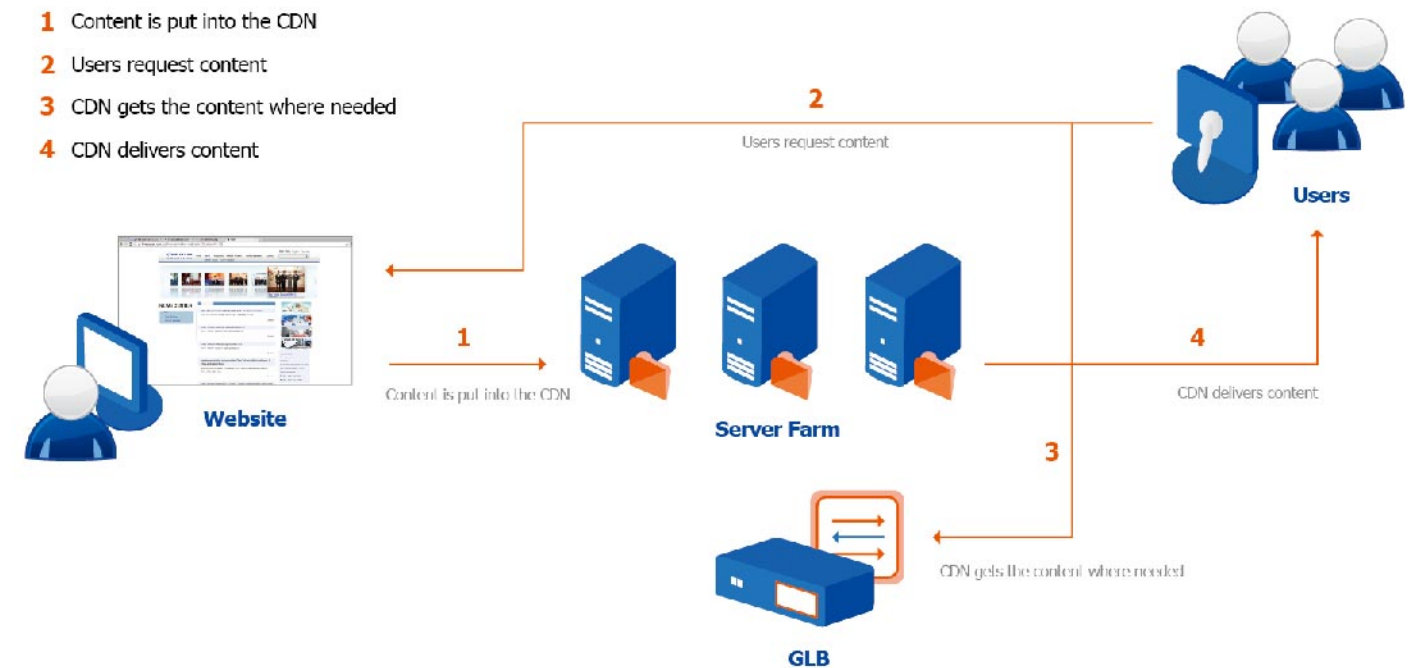 1 Content is put into the CDN
2 Users request content
3 CDN gets the content where needed
4 CDN delivers content
2
Users request content
Users
1
Content is put into the CDN
Website
Server Farm
4
CDN delivers content
3
CDN gets the content where needed
GLB